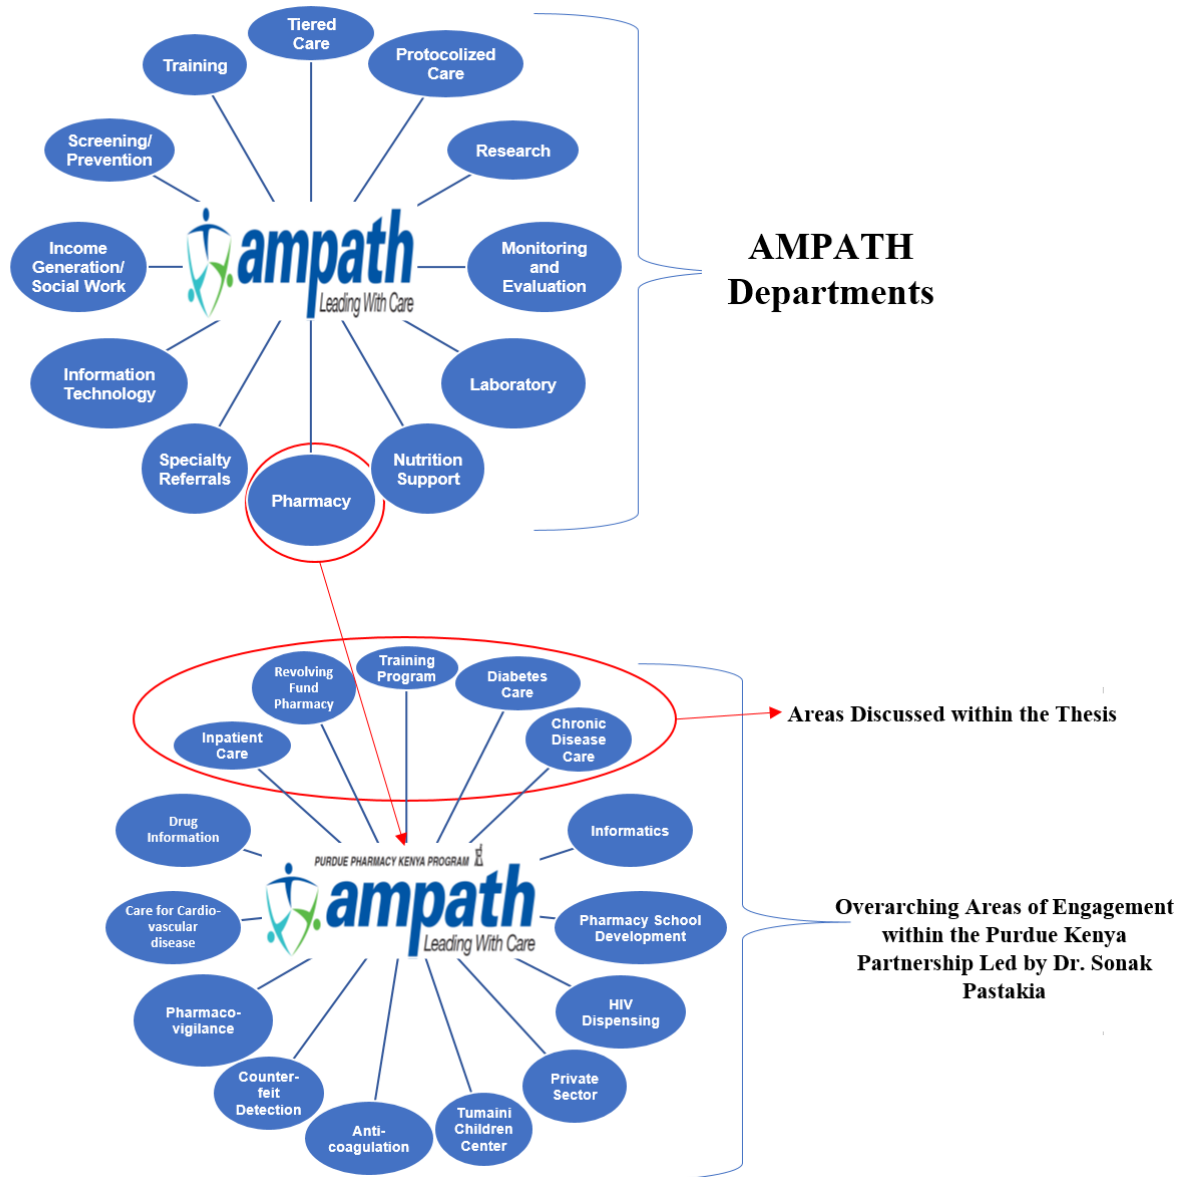 Tiered
Care
Protocolized
Care
Training
Screening/
Prevention
Research
Income
Generation/
Social Work
ampath
Leading With Care
Monitoring
and
Evaluation
AMPATH
Departments
Information
Technology
Laboratory
Specialty
Referrals
Pharmacy
Nutrition
Support
Inpatient
Care
Revolving
Fund
Pharmacy
Training
Program
Diabetes
Care
Chronic
Disease
Care
Areas Discussed within the Thesis
Drug
Information
Informatics
PURDUE PHARMACY KENYA PROGRAM
ampath
Leading With Care
Care for Cardio-
vascular
disease
Pharmacy School
Development
Overarching Areas of Engagement
within the Purdue Kenya
Partnership Led by Dr. Sonak
Pastakia
Pharmaco-
vigilance
HIV
Dispensing
Counter-
feit
Detection
Private
Sector
Anti-
coagulation
Tumaini
Children
Center